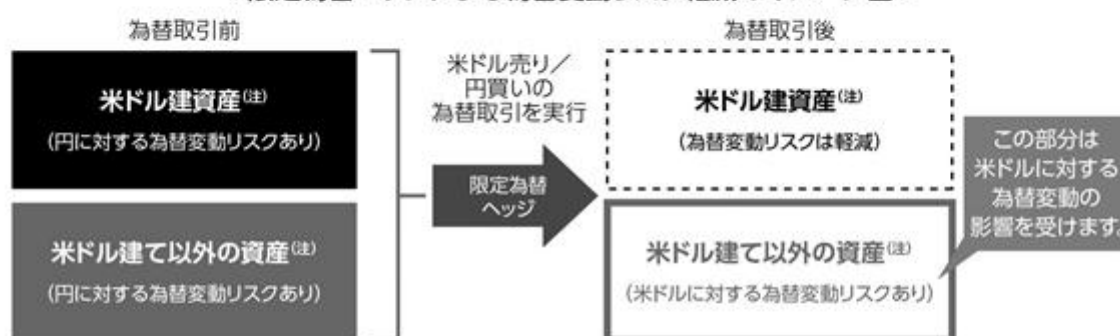 為替取引前
為替取引後
米ドル建資産(注)
(円に対する為替変動リスクあり)
米ドル建て以外の資産(注)
(円に対する為替変動リスクあり)
米ドル売り/
円買いの
為替取引を実行
限定為替
ヘッジ
米ドル建資産(注)
(為替変動リスクは軽減)
米ドル建て以外の資産(注)
(米ドルに対する為替変動リスクあり)
この部分は
米ドルに対する
為替変動の
影響を受けます。